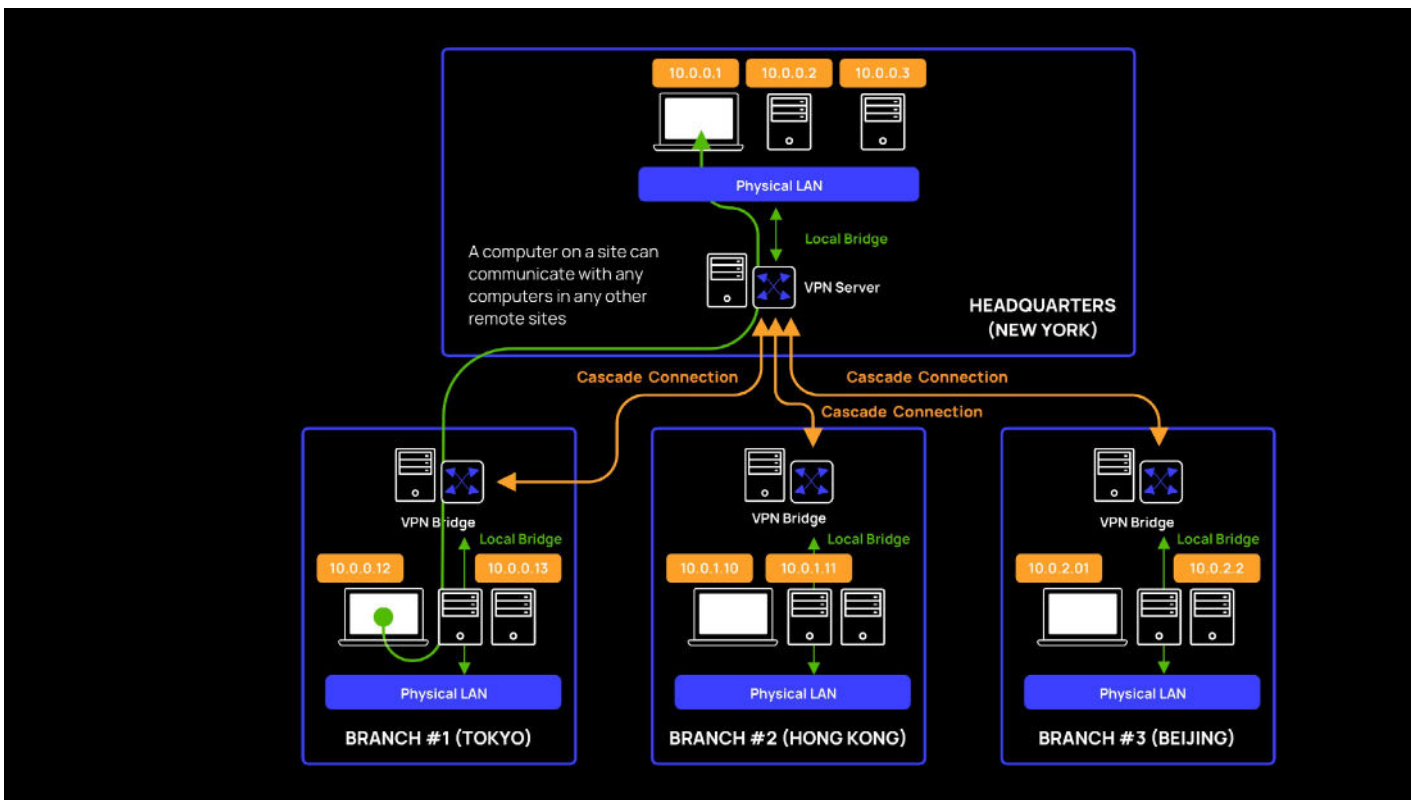 10.0.0.1
10.0.0.2
10.0.0.3
Physical LAN
Local Bridge
A computer on a site can
communicate with any
computers in any other
remote sites
VPN Server
HEADQUARTERS
(NEW YORK)
Cascade Connection
Cascade Connection
Cascade Connection
VPN Bridge
Local Bridge
10.0.0.12
10.0.0.13
Physical LAN
BRANCH #1 (TOKYO)
VPN Bridge
Local Bridge
10.0.1.10
10.0.1.11
Physical LAN
BRANCH #2 (HONG KONG)
VPN Bridge
Local Bridge
10.0.2.01
10.0.2.2
Physical LAN
BRANCH #3 (BEIJING)